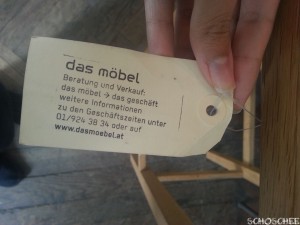 das möbel
Beratung und Verkauf:
das möbel → das geschäft
weitere Informationen
zu den Geschäftszeiten unter
01/924 38 34 oder auf
www.dasmoebel.at
SCHOSCHEE